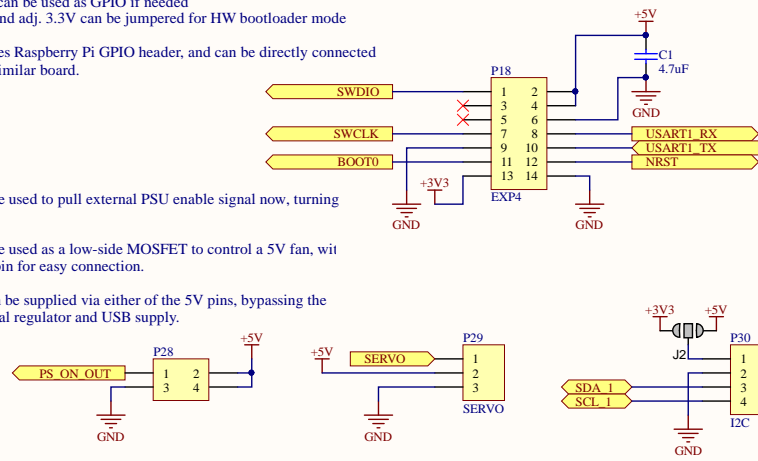 can be used as GPIO if needed
nd adj. 3.3V can be jumpered for HW bootloader mode
es Raspberry Pi GPIO header, and can be directly connected
imilar board.
+5V
C1
4.7uF
GND
P18
SWDIO
1 2
3 4
5 6
SWCLK
7 8
USART1_RX
9 10
USART1_TX
BOOT0
11 12
NRST
13 14
+3V3
EXP4
GND
GND
e used to pull external PSU enable signal now, turning
e used as a low-side MOSFET to control a 5V fan, wit
in for easy connection.
be supplied via either of the 5V pins, bypassing the
al regulator and USB supply.
+5V
P28
PS_ON_OUT
1 2
3 4
GND
+5V
P29
SERVO
1
2
3
SERVO
GND
+3V3
+5V
J2
P30
1
2
SDA_1
3
SCL_1
4
I2C
GND